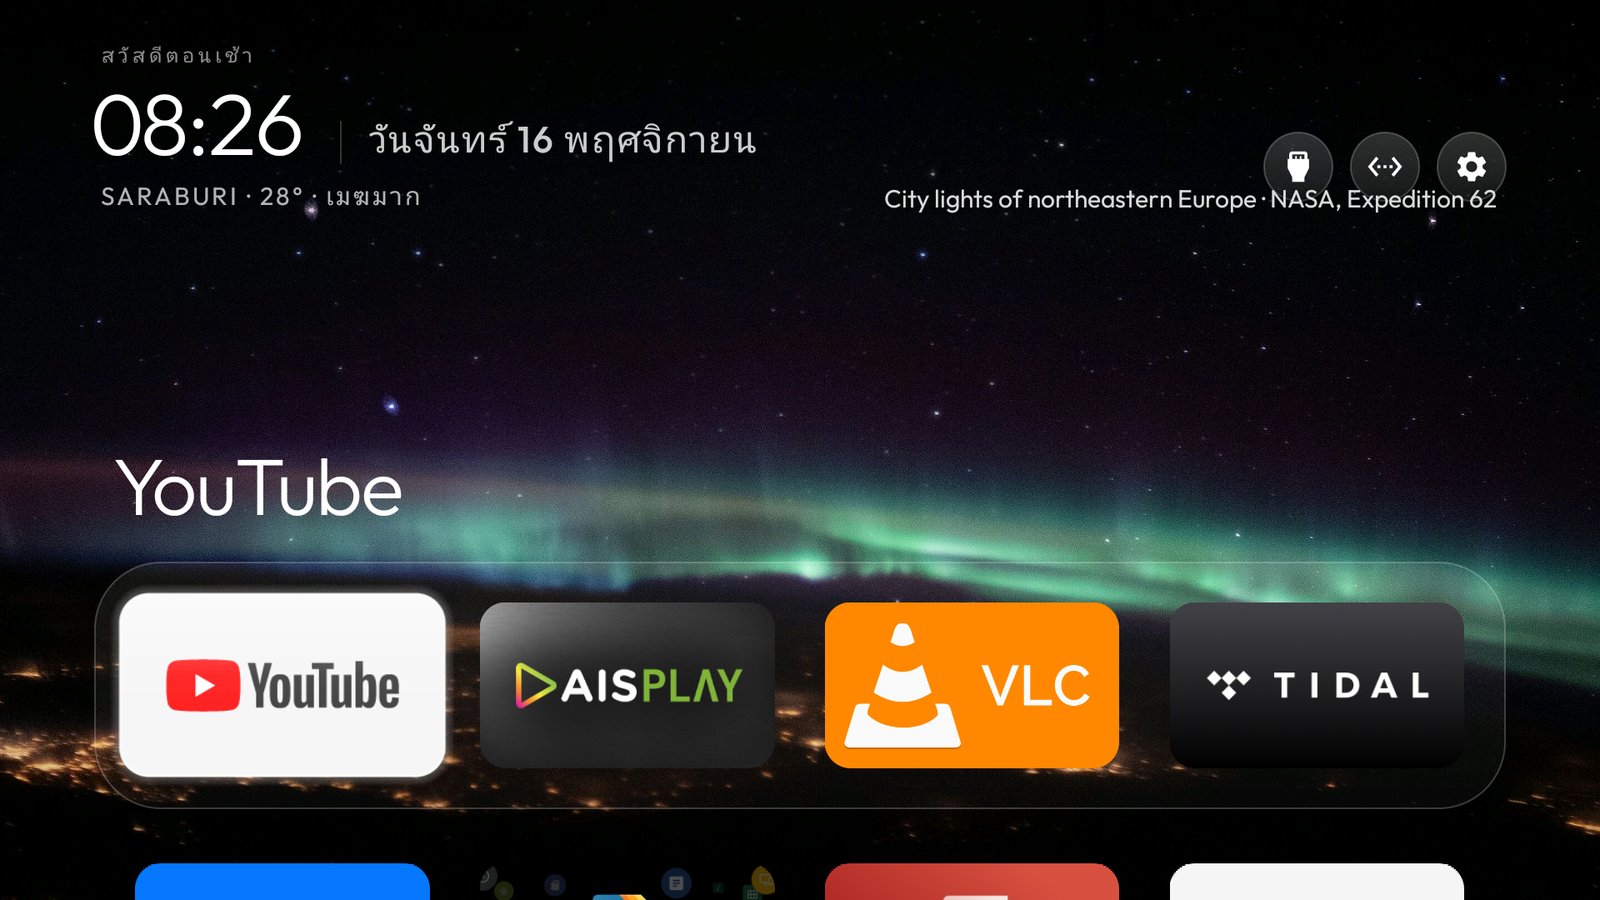 สวัสดีตอนเช้า
08:26
วันจันทร์ 16 พฤศจิกายน
SARABURI · 28° · เมฆมาก
City lights of northeastern Europe · NASA, Expedition 62
YouTube
YouTube
AISPLAY
VLC
TIDAL